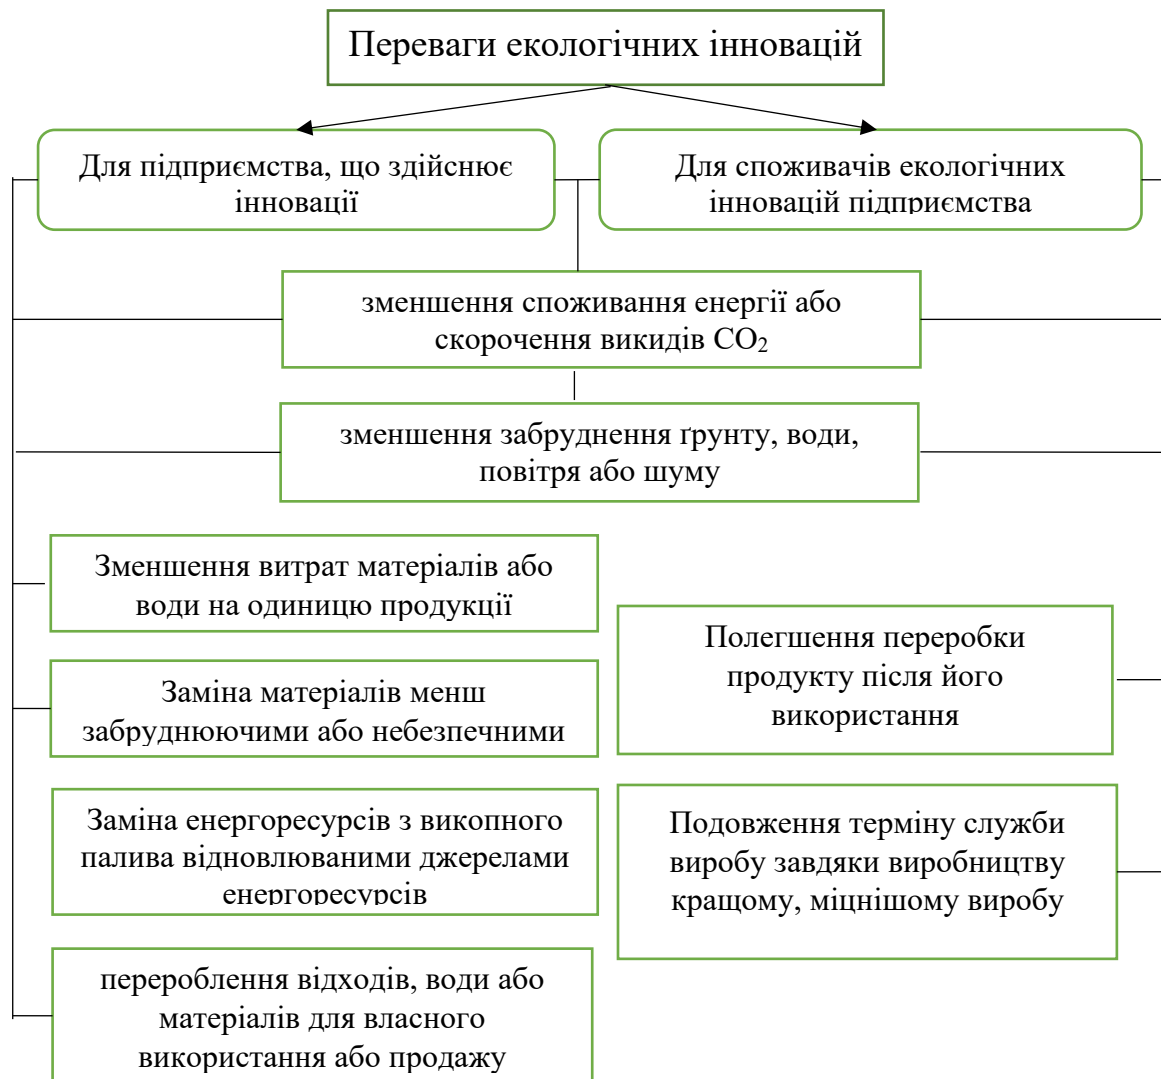 Переваги екологічних інновацій
Для підприємства, що здійснює
інновації
Для споживачів екологічних
інновацій підприємства
зменшення споживання енергії або
скорочення викидів CO₂
зменшення забруднення ґрунту, води,
повітря або шуму
Зменшення витрат матеріалів або
води на одиницю продукції
Заміна матеріалів менш
забруднюючими або небезпечними
Заміна енергоресурсів з викопного
палива відновлюваними джерелами
енергоресурсів
перероблення відходів, води або
матеріалів для власного
використання або продажу
Полегшення переробки
продукту після його
використання
Подовження терміну служби
виробу завдяки виробництву
кращому, міцнішому виробу